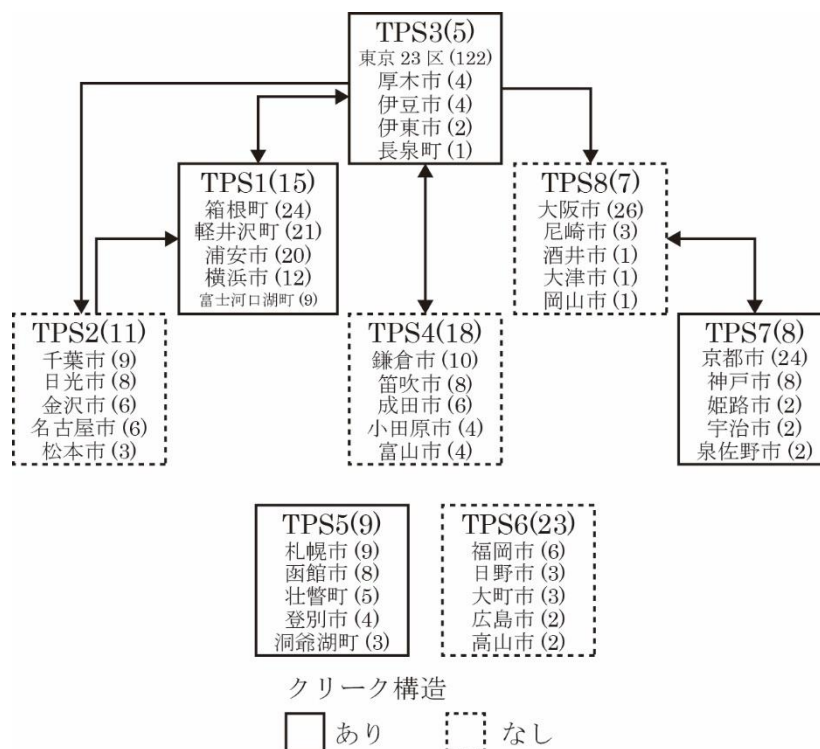 TPS3(5)
東京 23 区 (122)
厚木市 (4)
伊豆市 (4)
伊東市 (2)
長泉町 (1)
TPS1(15)
箱根町 (24)
軽井沢町 (21)
浦安市 (20)
横浜市 (12)
富士河口湖町 (9)
TPS8(7)
大阪市 (26)
尼崎市 (3)
酒井市 (1)
大津市 (1)
岡山市 (1)
TPS2(11)
千葉市 (9)
日光市 (8)
金沢市 (6)
名古屋市 (6)
松本市 (3)
TPS4(18)
鎌倉市 (10)
笛吹市 (8)
成田市 (6)
小田原市 (4)
富山市 (4)
TPS7(8)
京都市 (24)
神戸市 (8)
姫路市 (2)
宇治市 (2)
泉佐野市 (2)
TPS5(9)
札幌市 (9)
函館市 (8)
壮瞥町 (5)
登別市 (4)
洞爺湖町 (3)
TPS6(23)
福岡市 (6)
日野市 (3)
大町市 (3)
広島市 (2)
高山市 (2)
クリーク構造
あり
なし